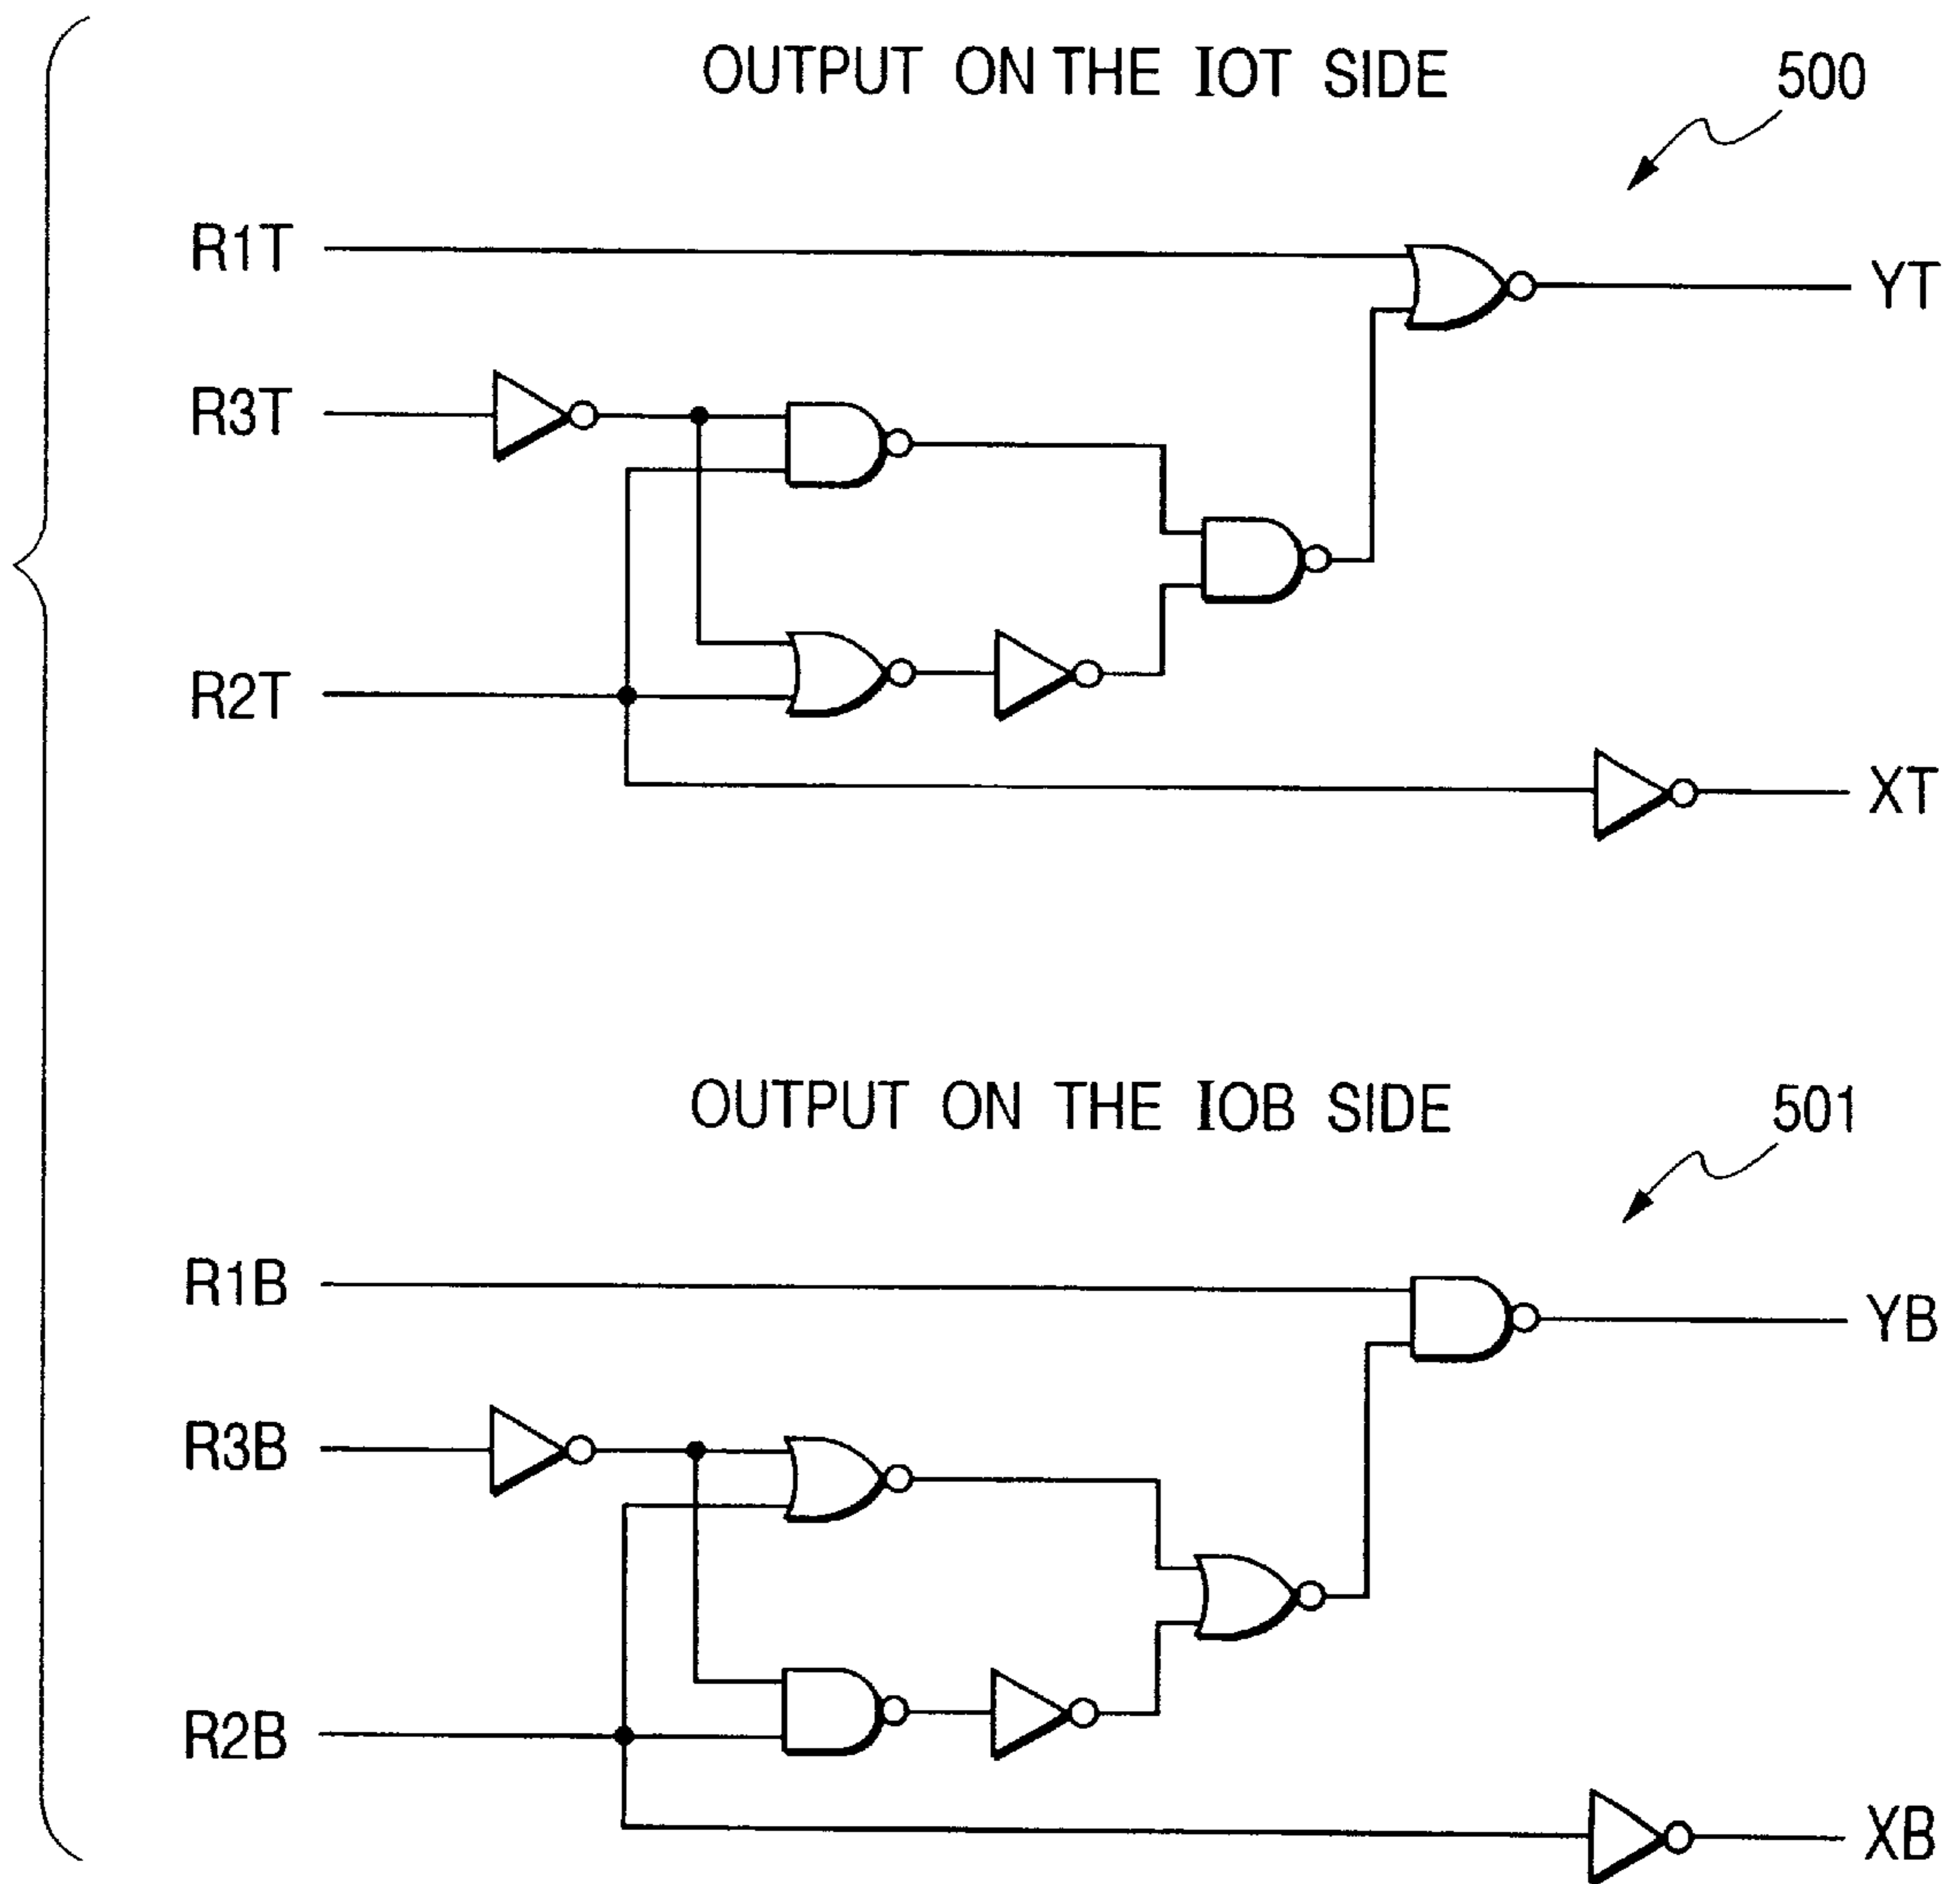 OUTPUT ON THE IOT SIDE
500
R1T
YT
R3T
R2T
XT
OUTPUT ON THE IOB SIDE
501
R1B
YB
R3B
R2B
XB